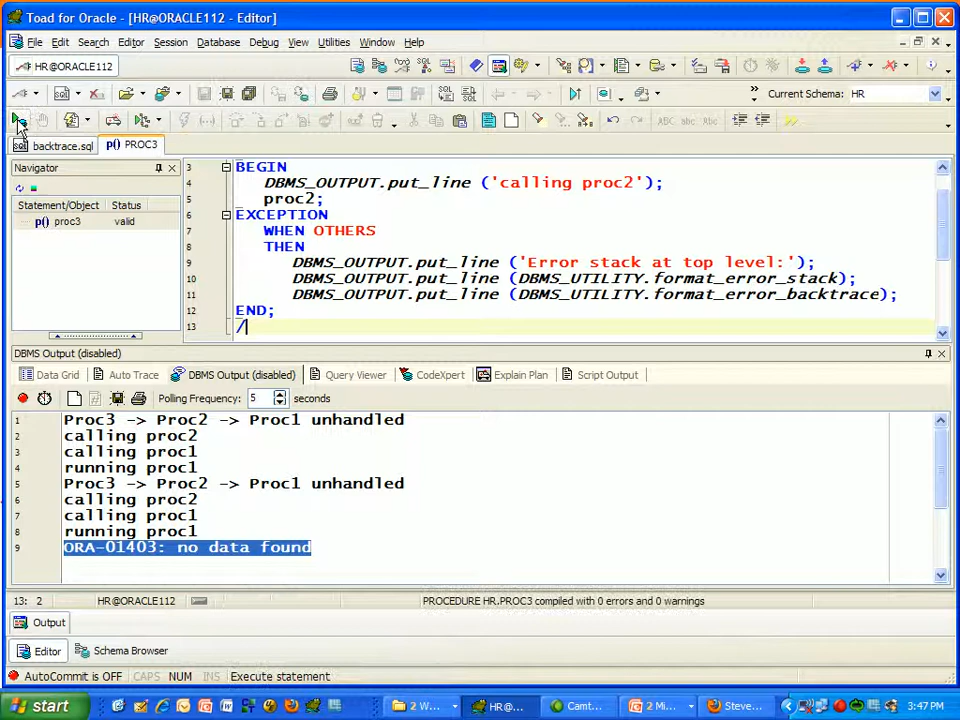 Toad for Oracle - [HR@ORACLE112 - Editor]
File Edit Search Editor Session Database Debug View Utilities Window Help
HR@ORACLE112
SQL
Current Schema: HR
backtrace.sql p() PROC3
Navigator
Statement/Object Status
p() proc3 valid
3 BEGIN
4 DBMS_OUTPUT.put_line ('calling proc2');
5 proc2;
6 EXCEPTION
7 WHEN OTHERS
8 THEN
9 DBMS_OUTPUT.put_line ('Error stack at top level:');
10 DBMS_OUTPUT.put_line (DBMS_UTILITY.format_error_stack);
11 DBMS_OUTPUT.put_line (DBMS_UTILITY.format_error_backtrace);
12 END;
13 /
DBMS Output (disabled)
Data Grid Auto Trace DBMS Output (disabled) Query Viewer CodeXpert Explain Plan Script Output
Polling Frequency: 5 seconds
1 Proc3 -> Proc2 -> Proc1 unhandled
2 calling proc2
3 calling proc1
4 running proc1
5 Proc3 -> Proc2 -> Proc1 unhandled
6 calling proc2
7 calling proc1
8 running proc1
9 ORA-01403: no data found
13: 2 HR@ORACLE112 PROCEDURE HR.PROC3 compiled with 0 errors and 0 warnings
Output
Editor Schema Browser
AutoCommit is OFF CAPS NUM INS Execute statement
start 2 W... HR@... Camt... 2 Mi... Steve... 3:47 PM